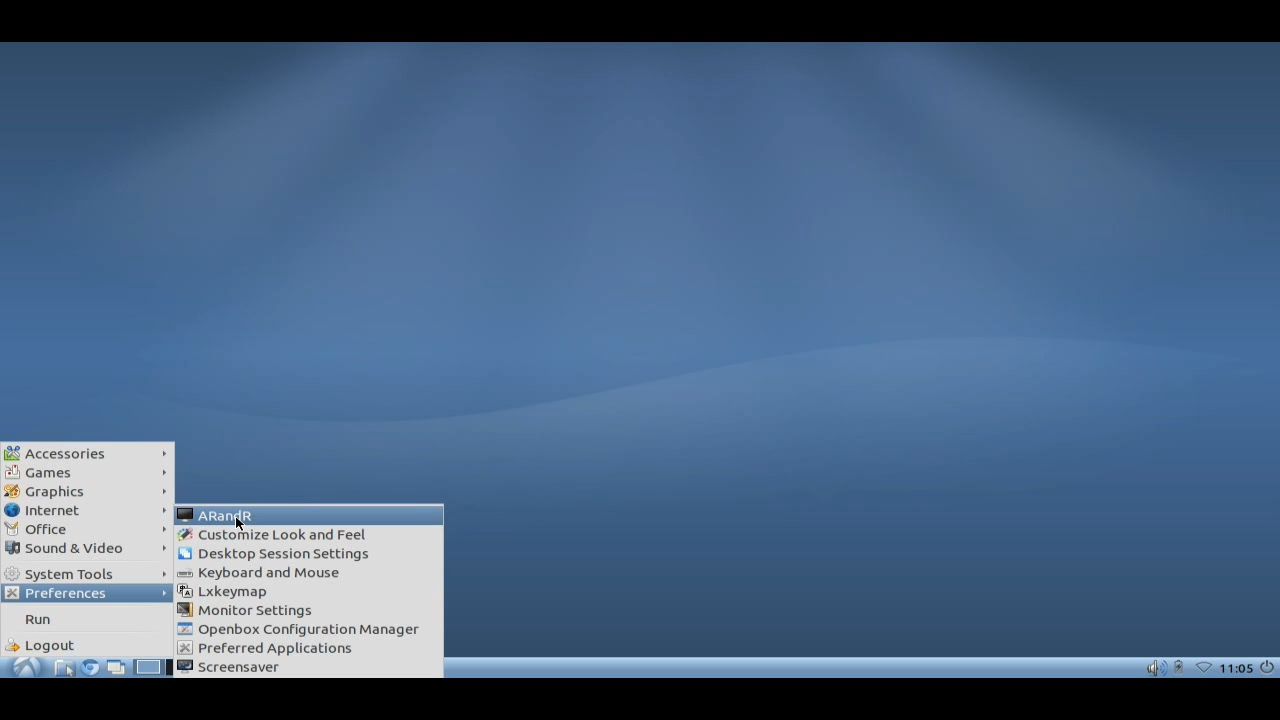 Accessories
Games
Graphics
Internet
Office
Sound & Video
System Tools
Preferences
Run
Logout
ARandR
Customize Look and Feel
Desktop Session Settings
Keyboard and Mouse
Lxkeymap
Monitor Settings
Openbox Configuration Manager
Preferred Applications
Screensaver
11:05